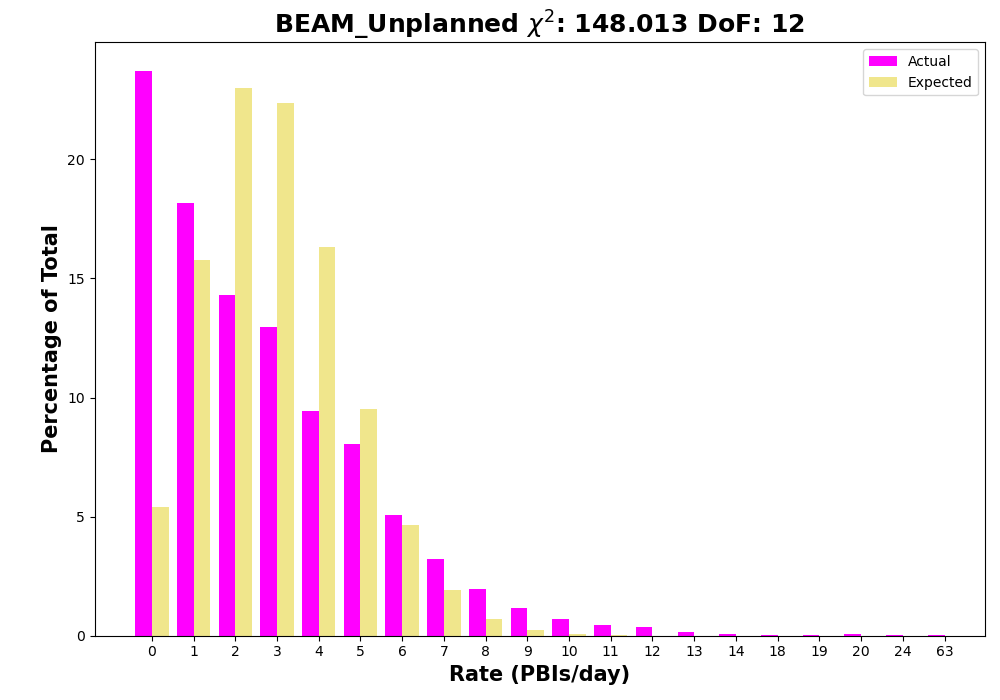 BEAM_Unplanned χ²: 148.013 DoF: 12
Actual
Expected
Percentage of Total
20
15
10
5
0
0 1 2 3 4 5 6 7 8 9 10 11 12 13 14 18 19 20 24 63
Rate (PBIs/day)